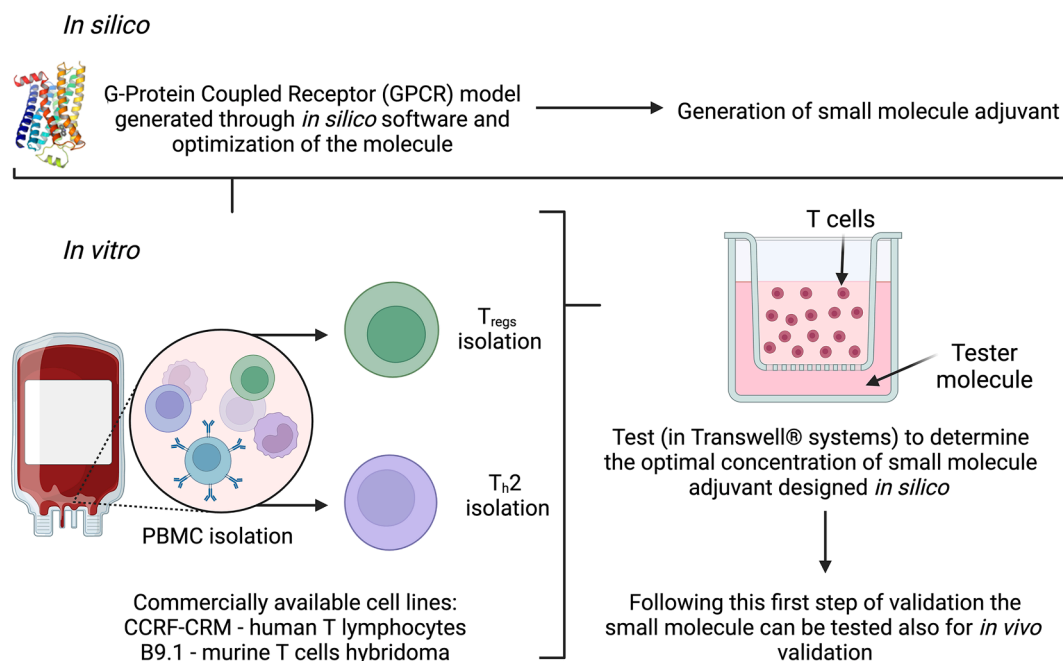 In silico
G-Protein Coupled Receptor (GPCR) model
generated through in silico software and
optimization of the molecule
Generation of small molecule adjuvant
In vitro
Tregs
isolation
Th2
isolation
PBMC isolation
Commercially available cell lines:
CCRF-CRM - human T lymphocytes
B9.1 - murine T cells hybridoma
T cells
Tester
molecule
Test (in Transwell® systems) to determine
the optimal concentration of small molecule
adjuvant designed in silico
Following this first step of validation the
small molecule can be tested also for in vivo
validation